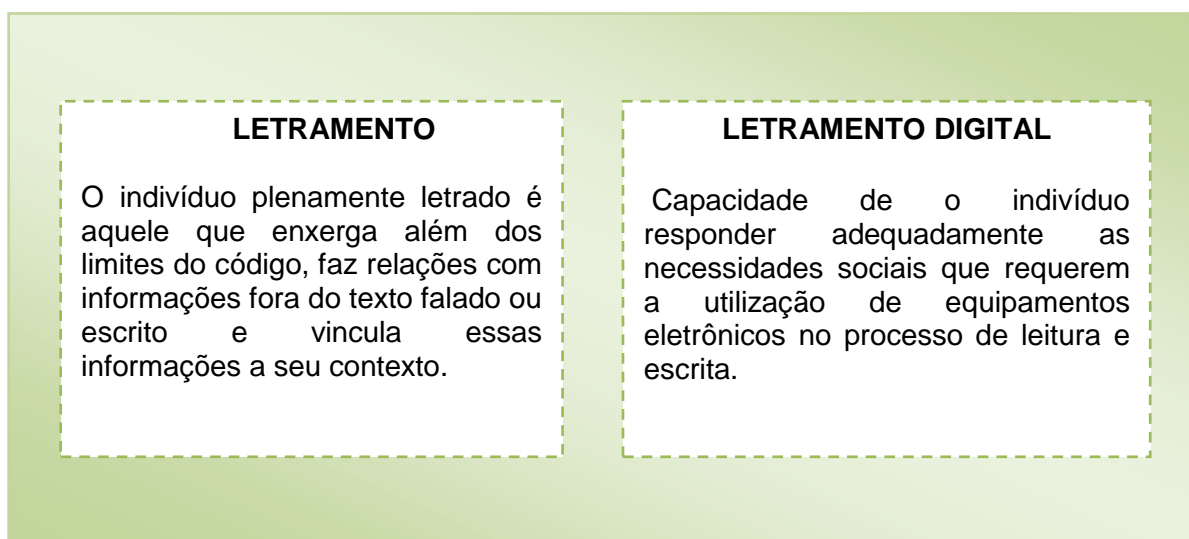 LETRAMENTO
O indivíduo plenamente letrado é
aquele que enxerga além dos
limites do código, faz relações com
informações fora do texto falado ou
escrito e vincula essas
informações a seu contexto.
LETRAMENTO DIGITAL
Capacidade de o indivíduo
responder adequadamente as
necessidades sociais que requerem
a utilização de equipamentos
eletrônicos no processo de leitura e
escrita.